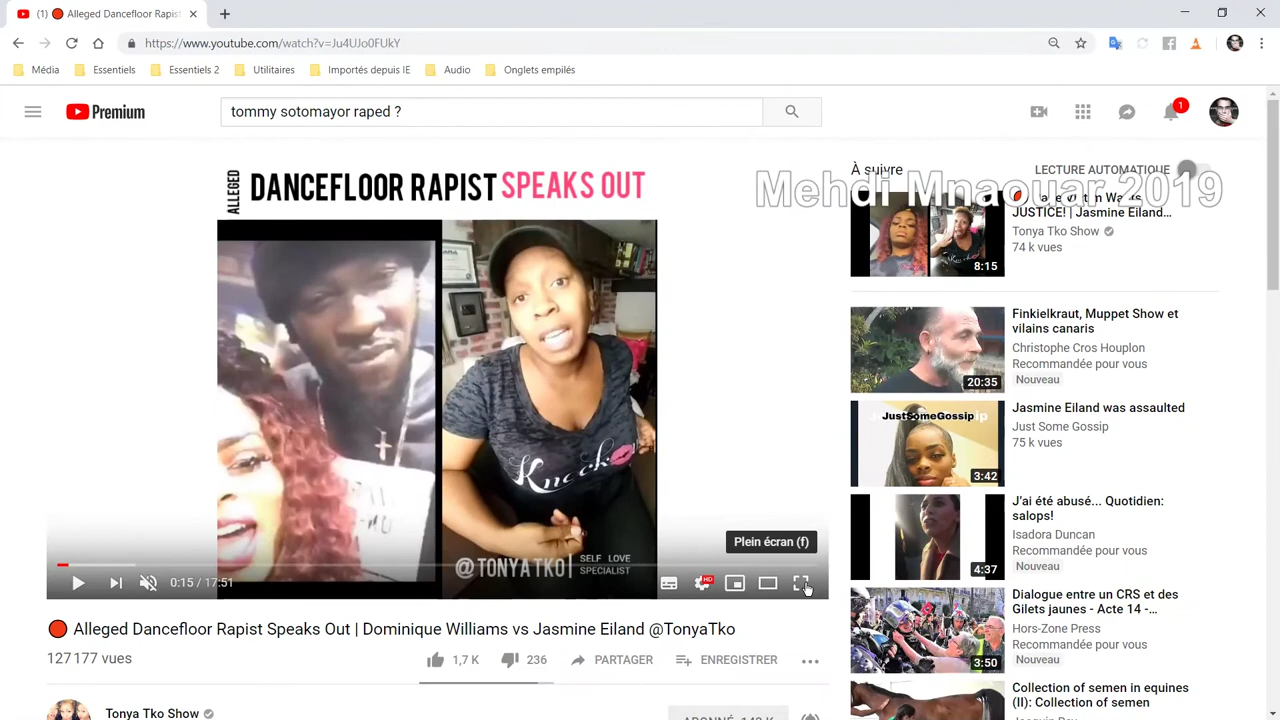 (1) 🔴 Alleged Dancefloor Rapist
https://www.youtube.com/watch?v=Ju4UJo0FUkY
Média
Essentiels
Essentiels 2
Utilitaires
Importés depuis IE
Audio
Onglets empilés
Premium
tommy sotomayor raped ?
1
ALLEGED
DANCEFLOOR RAPIST SPEAKS OUT
@TONYA TKO|
SELF LOVE
SPECIALIST
Plein écran (f)
0:15 / 17:51
HD
🔴 Alleged Dancefloor Rapist Speaks Out | Dominique Williams vs Jasmine Eiland @TonyaTko
127 177 vues
1,7 K
236
PARTAGER
ENREGISTRER
Tonya Tko Show
À suivre
LECTURE AUTOMATIQUE
Mehdi Mnaouar 2019
JUSTICE! | Jasmine Eiland…
Tonya Tko Show
74 k vues
8:15
Finkielkraut, Muppet Show et
vilains canaris
Christophe Cros Houplon
Recommandée pour vous
Nouveau
20:35
JustSomeGossip
Jasmine Eiland was assaulted
Just Some Gossip
75 k vues
3:42
J'ai été abusé... Quotidien:
salops!
Isadora Duncan
Recommandée pour vous
Nouveau
4:37
Dialogue entre un CRS et des
Gilets jaunes - Acte 14 -…
Hors-Zone Press
Recommandée pour vous
Nouveau
3:50
Collection of semen in equines
(II): Collection of semen